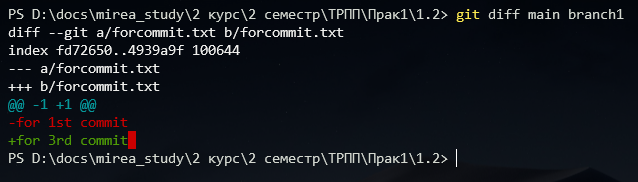 PS D:\docs\mirea_study\2 курс\2 семестр\ТРПП\Прак1\1.2> git diff main branch1
diff --git a/forcommit.txt b/forcommit.txt
index fd72650..4939a9f 100644
--- a/forcommit.txt
+++ b/forcommit.txt
@@ -1 +1 @@
-for 1st commit
+for 3rd commit
PS D:\docs\mirea_study\2 курс\2 семестр\ТРПП\Прак1\1.2>